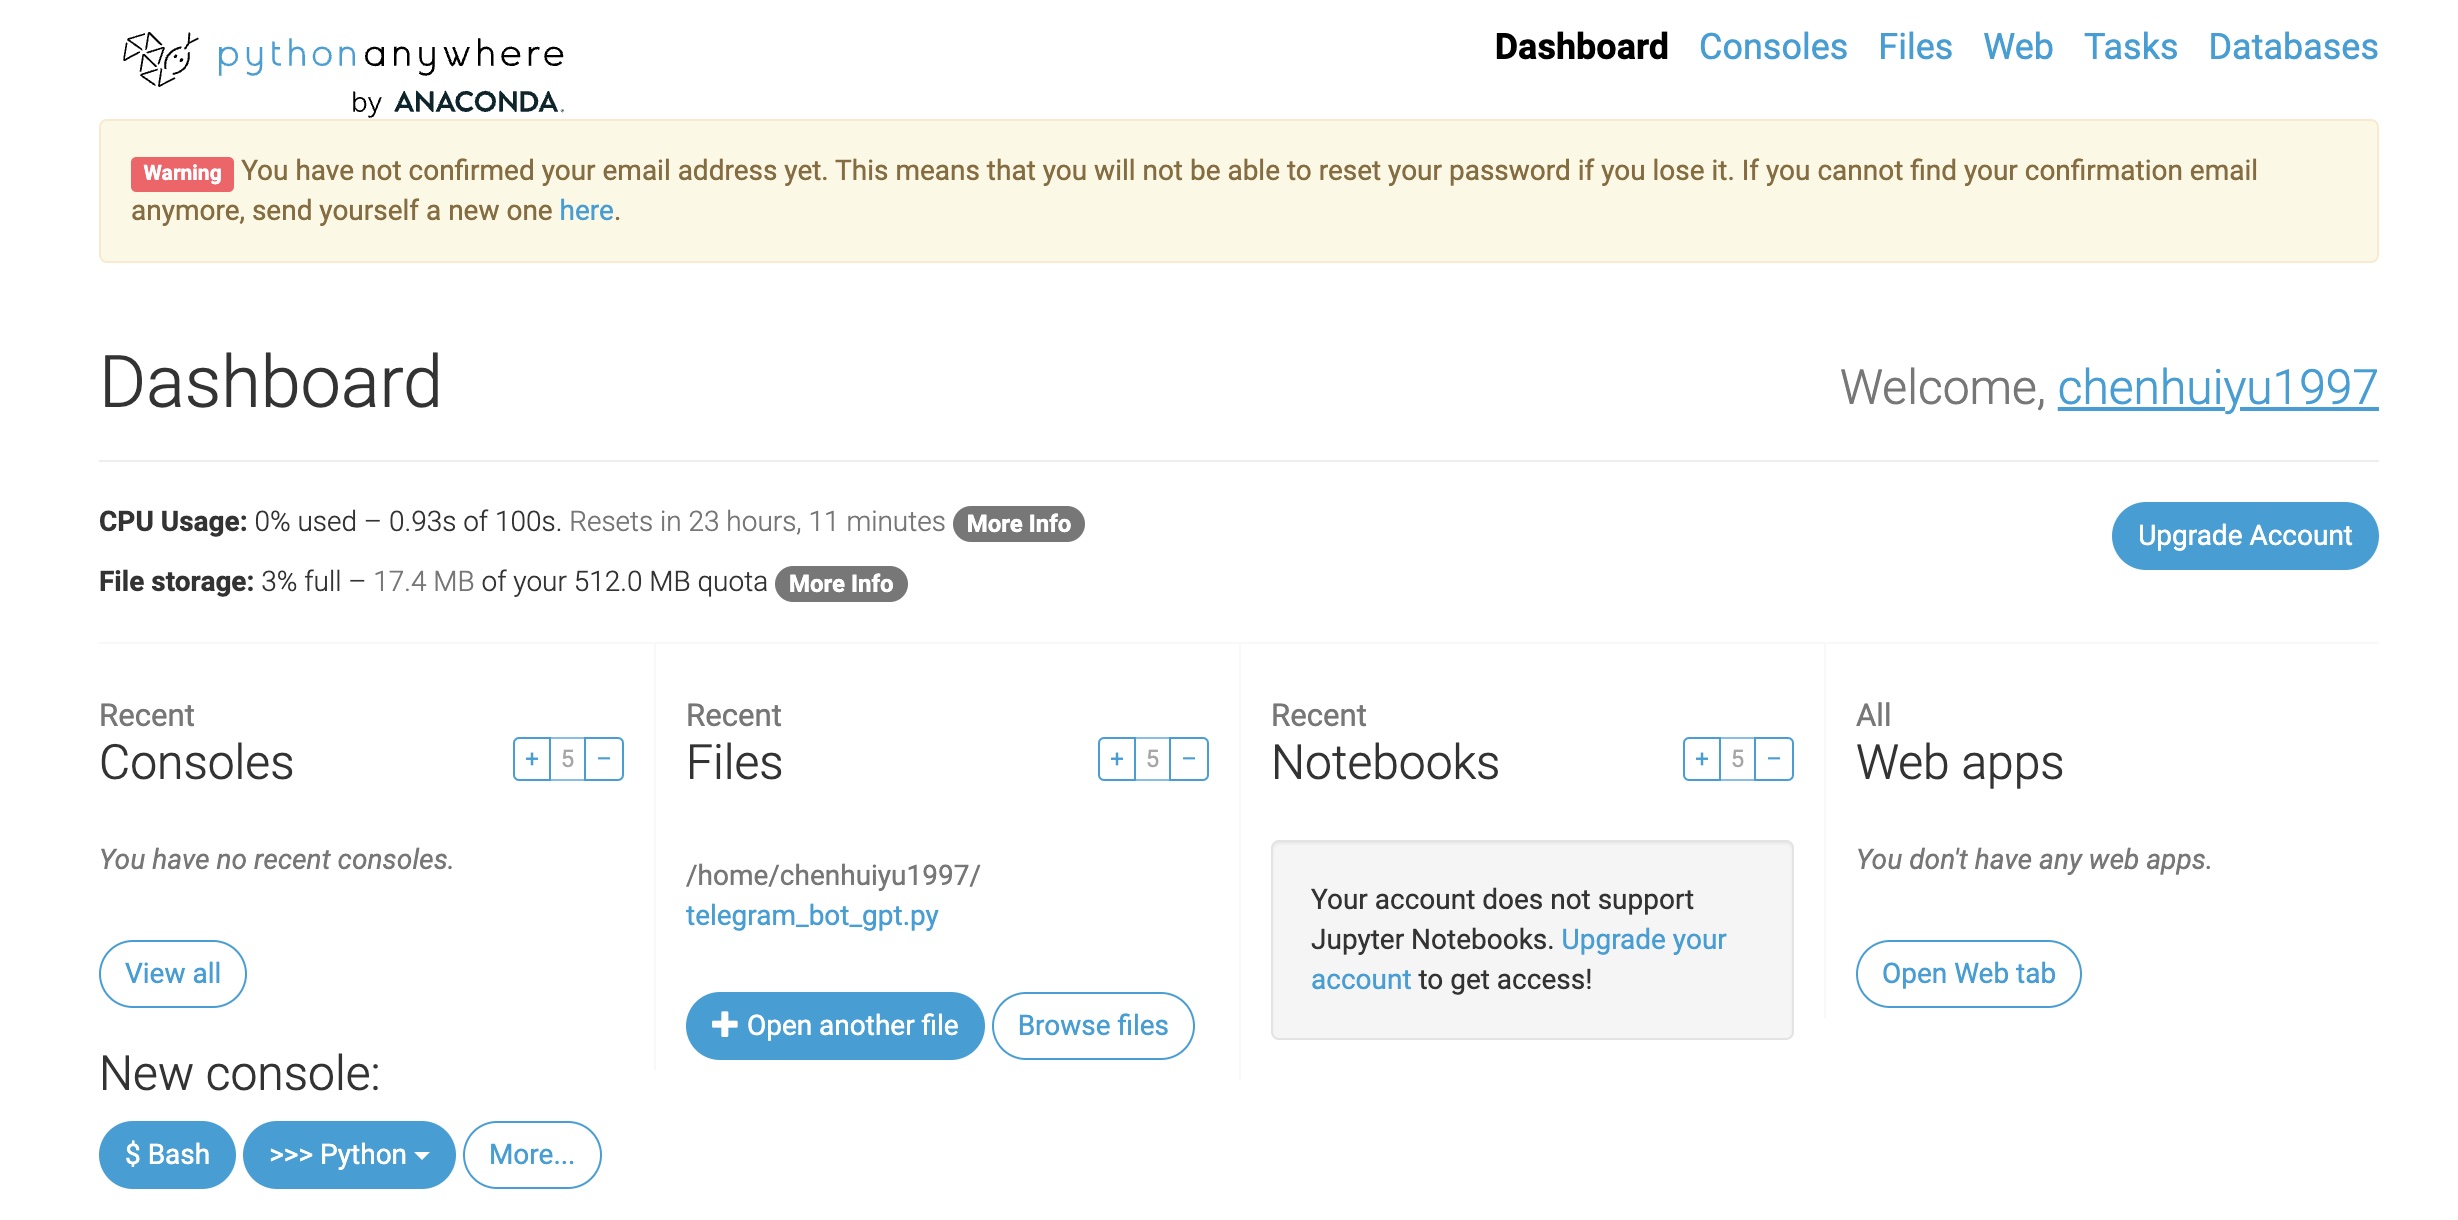 pythonanywhere
by ANACONDA.
Dashboard Consoles Files Web Tasks Databases
Warning You have not confirmed your email address yet. This means that you will not be able to reset your password if you lose it. If you cannot find your confirmation email
anymore, send yourself a new one here.
Dashboard
Welcome, chenhuiyu1997
CPU Usage: 0% used – 0.93s of 100s. Resets in 23 hours, 11 minutes More Info
File storage: 3% full – 17.4 MB of your 512.0 MB quota More Info
Upgrade Account
Recent
Consoles
+ 5 −
You have no recent consoles.
View all
New console:
$ Bash
>>> Python
More...
Recent
Files
+ 5 −
/home/chenhuiyu1997/
telegram_bot_gpt.py
Open another file
Browse files
Recent
Notebooks
+ 5 −
Your account does not support
Jupyter Notebooks. Upgrade your
account to get access!
All
Web apps
You don't have any web apps.
Open Web tab